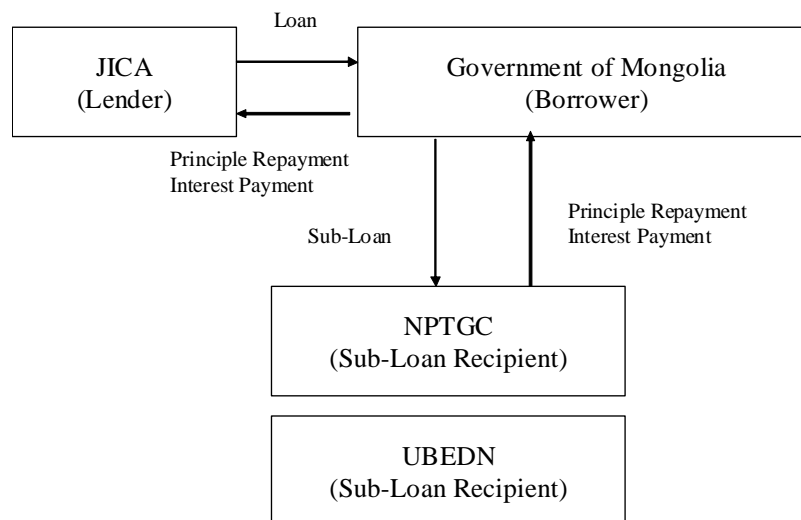 Loan
JICA
(Lender)
Government of Mongolia
(Borrower)
Principle Repayment
Interest Payment
Sub-Loan
Principle Repayment
Interest Payment
NPTGC
(Sub-Loan Recipient)
UBEDN
(Sub-Loan Recipient)